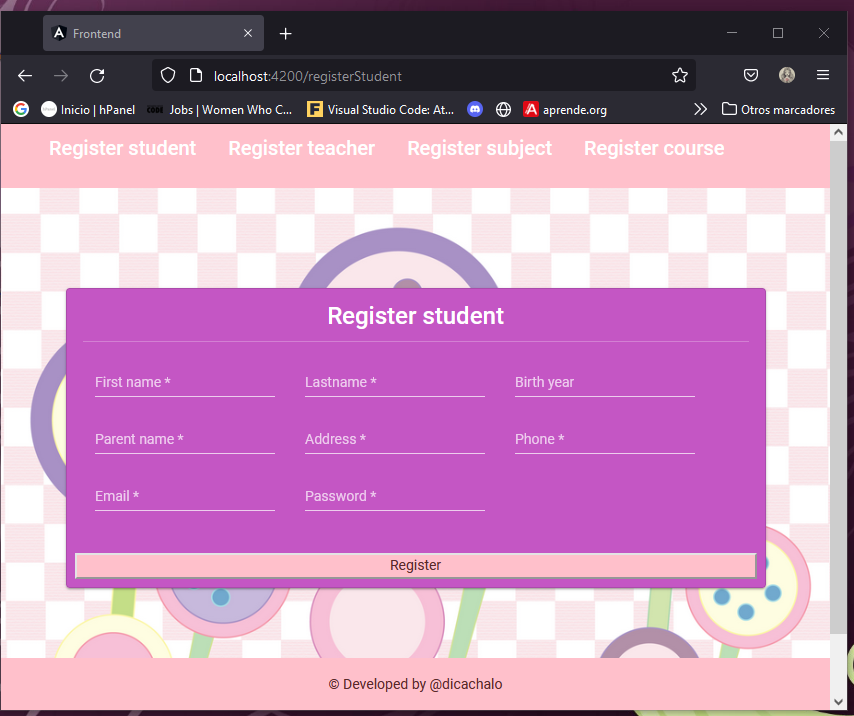 Frontend
localhost:4200/registerStudent
Inicio | hPanel Jobs | Women Who C... Visual Studio Code: At... aprende.org Otros marcadores
Register student Register teacher Register subject Register course
Register student
First name * Lastname * Birth year
Parent name * Address * Phone *
Email * Password *
Register
© Developed by @dicachalo